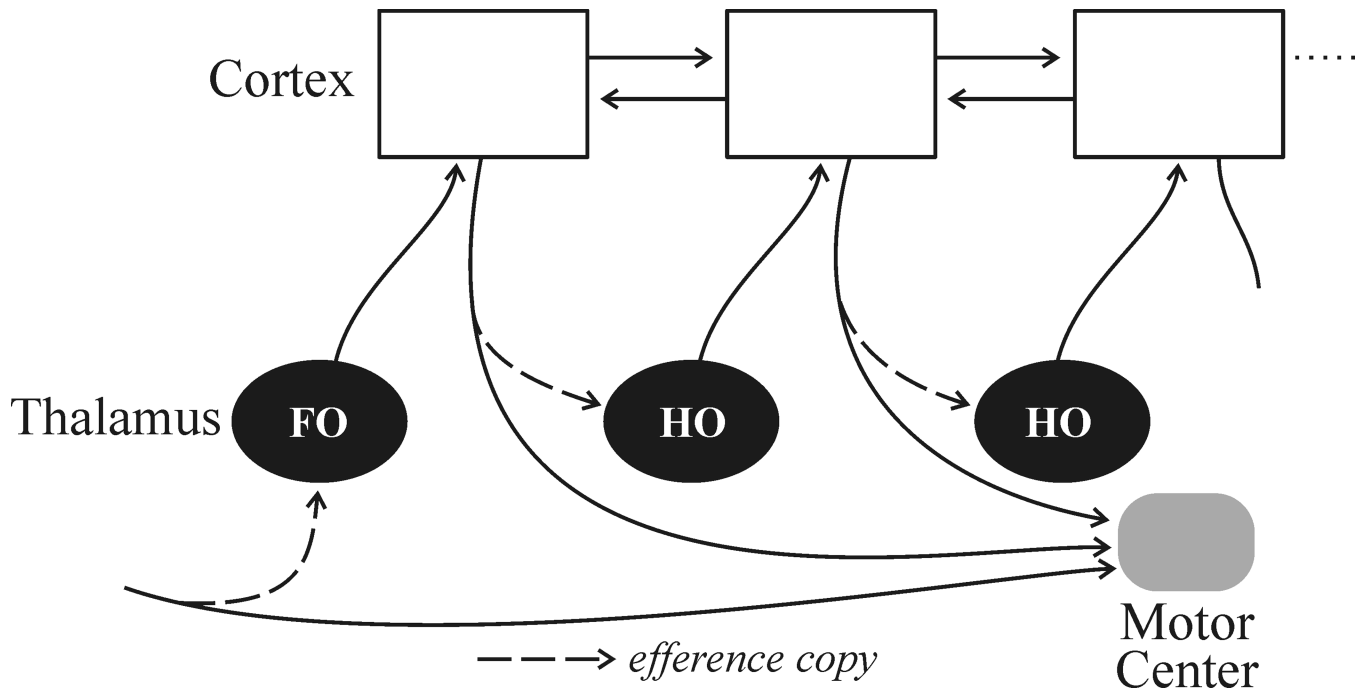 Cortex
Thalamus
FO
HO
HO
Motor
Center
efference copy